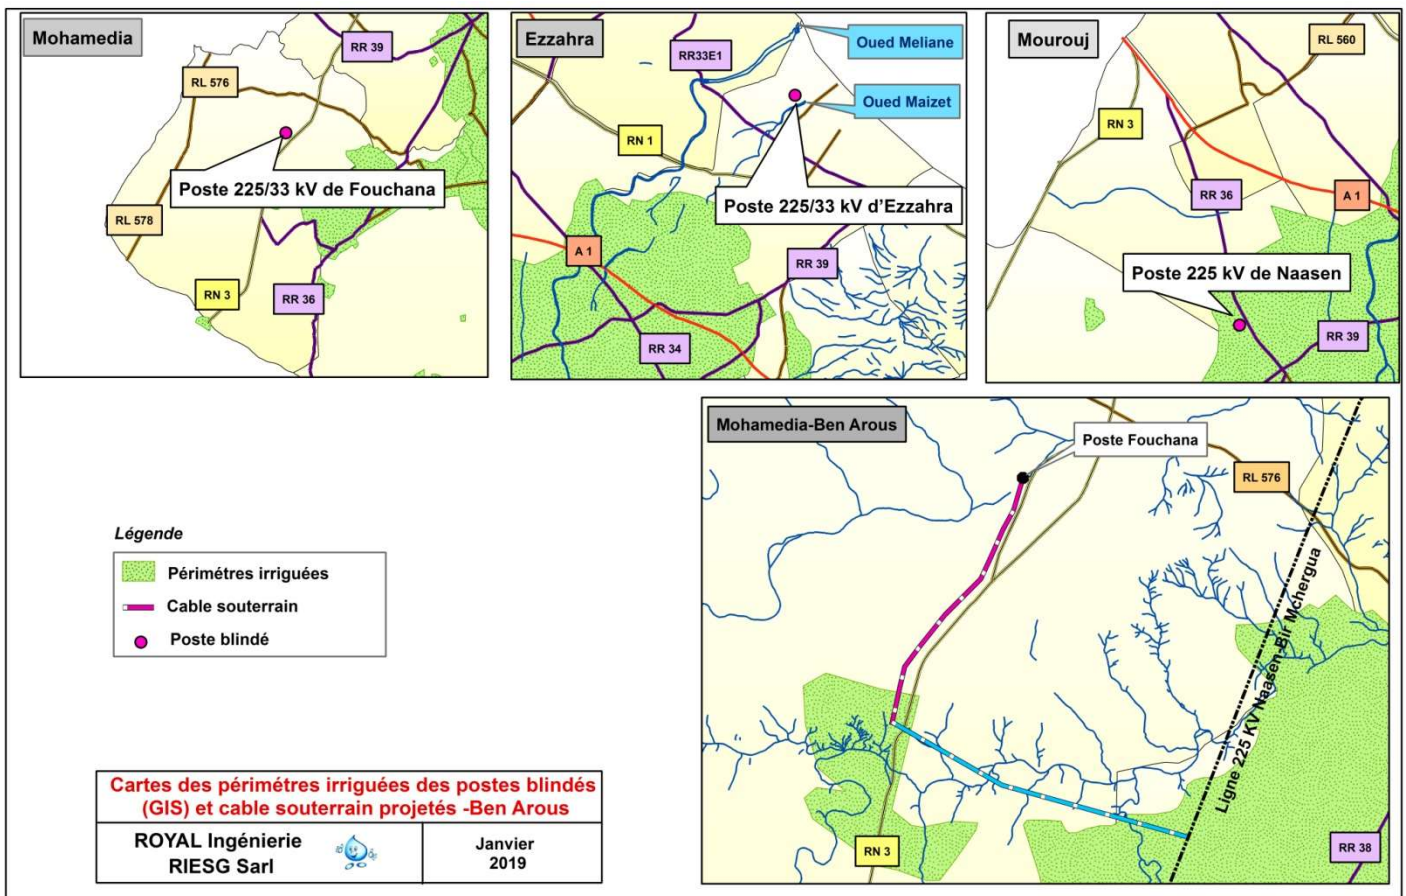 Mohamedia
RR 39
RL 576
Poste 225/33 kV de Fouchana
RL 578
RN 3
RR 36
Ezzahra
RR33E1
Oued Meliane
Oued Maizet
RN 1
Poste 225/33 kV d'Ezzahra
A 1
RR 39
RR 34
Mourouj
RL 560
RN 3
RR 36
A 1
Poste 225 kV de Naasen
RR 39
Mohamedia-Ben Arous
Poste Fouchana
RL 576
Ligne 225 KV Naasen-Bir Mchergua
RN 3
RR 38
Légende
Périmétres irriguées
Cable souterrain
Poste blindé
Cartes des périmétres irriguées des postes blindés
(GIS) et cable souterrain projetés -Ben Arous
ROYAL Ingénierie
RIESG Sarl
Janvier
2019